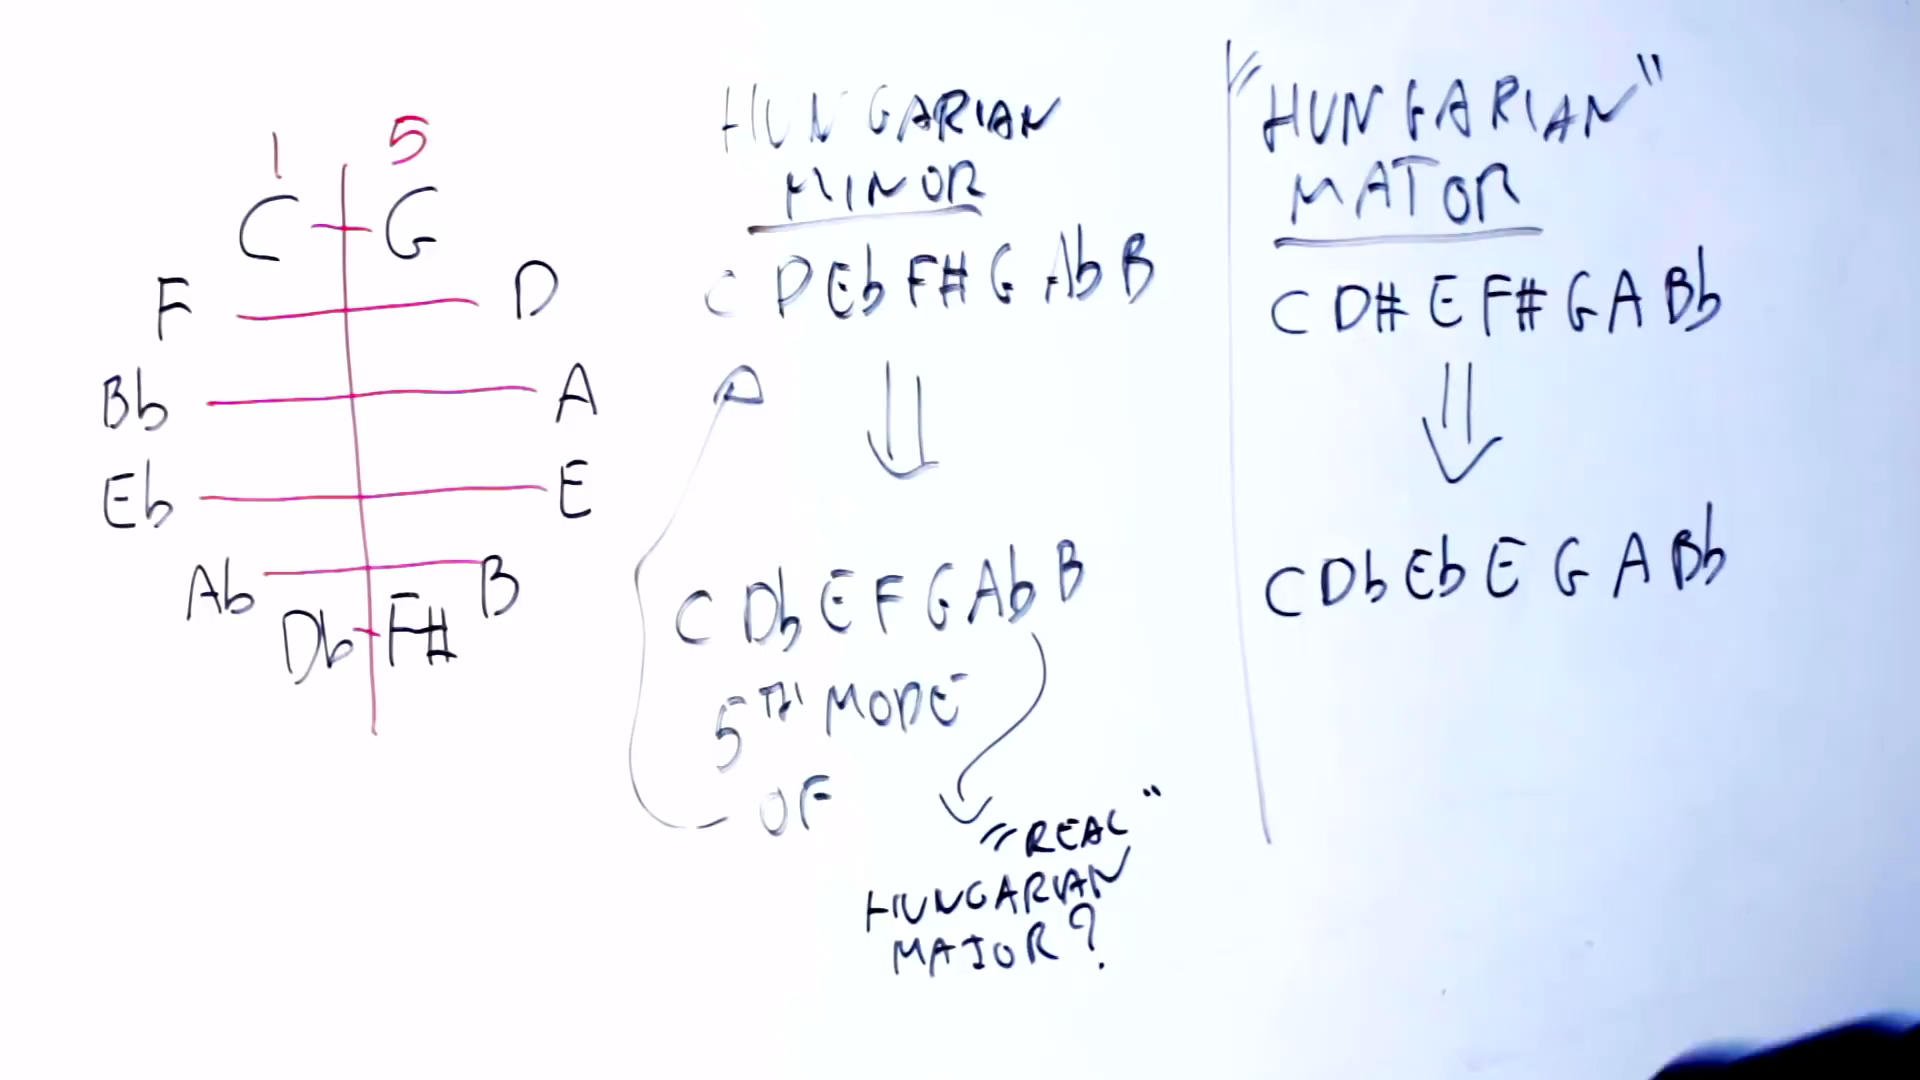 1 5
C G
F D
Bb A
Eb E
Ab B
Db F#
HUNGARIAN
MINOR
C D Eb F# G Ab B
C Db E F G Ab B
5TH MODE
OF
"REAL"
HUNGARIAN
MAJOR?
"HUNGARIAN"
MAJOR
C D# E F# G A Bb
C Db Eb E G A Bb